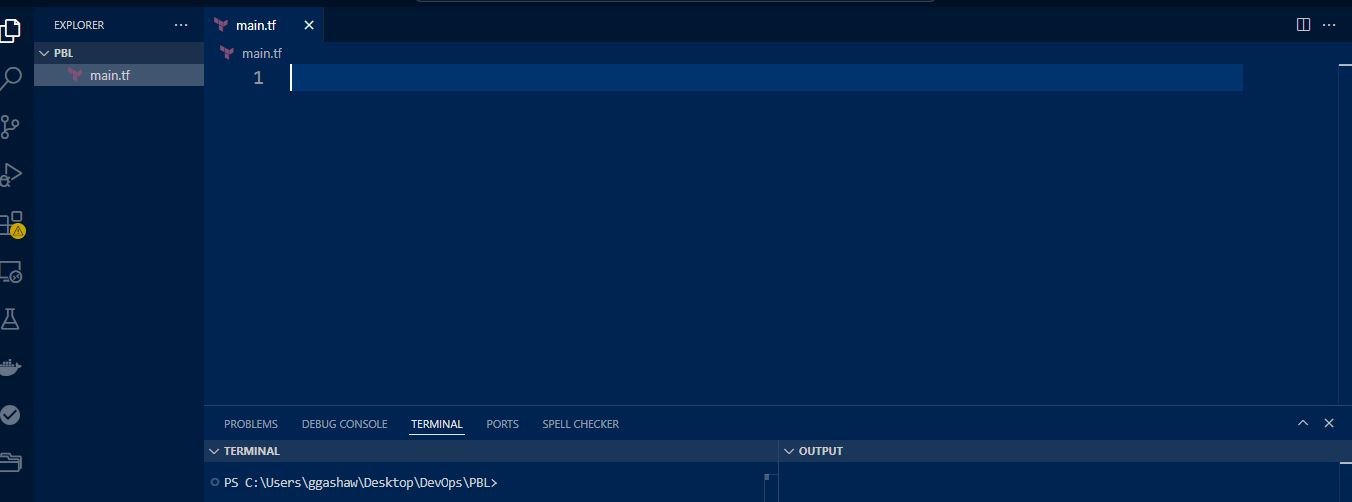 EXPLORER
PBL
main.tf
main.tf
main.tf
1
PROBLEMS DEBUG CONSOLE TERMINAL PORTS SPELL CHECKER
TERMINAL
PS C:\Users\ggashaw\Desktop\DevOps\PBL>
OUTPUT